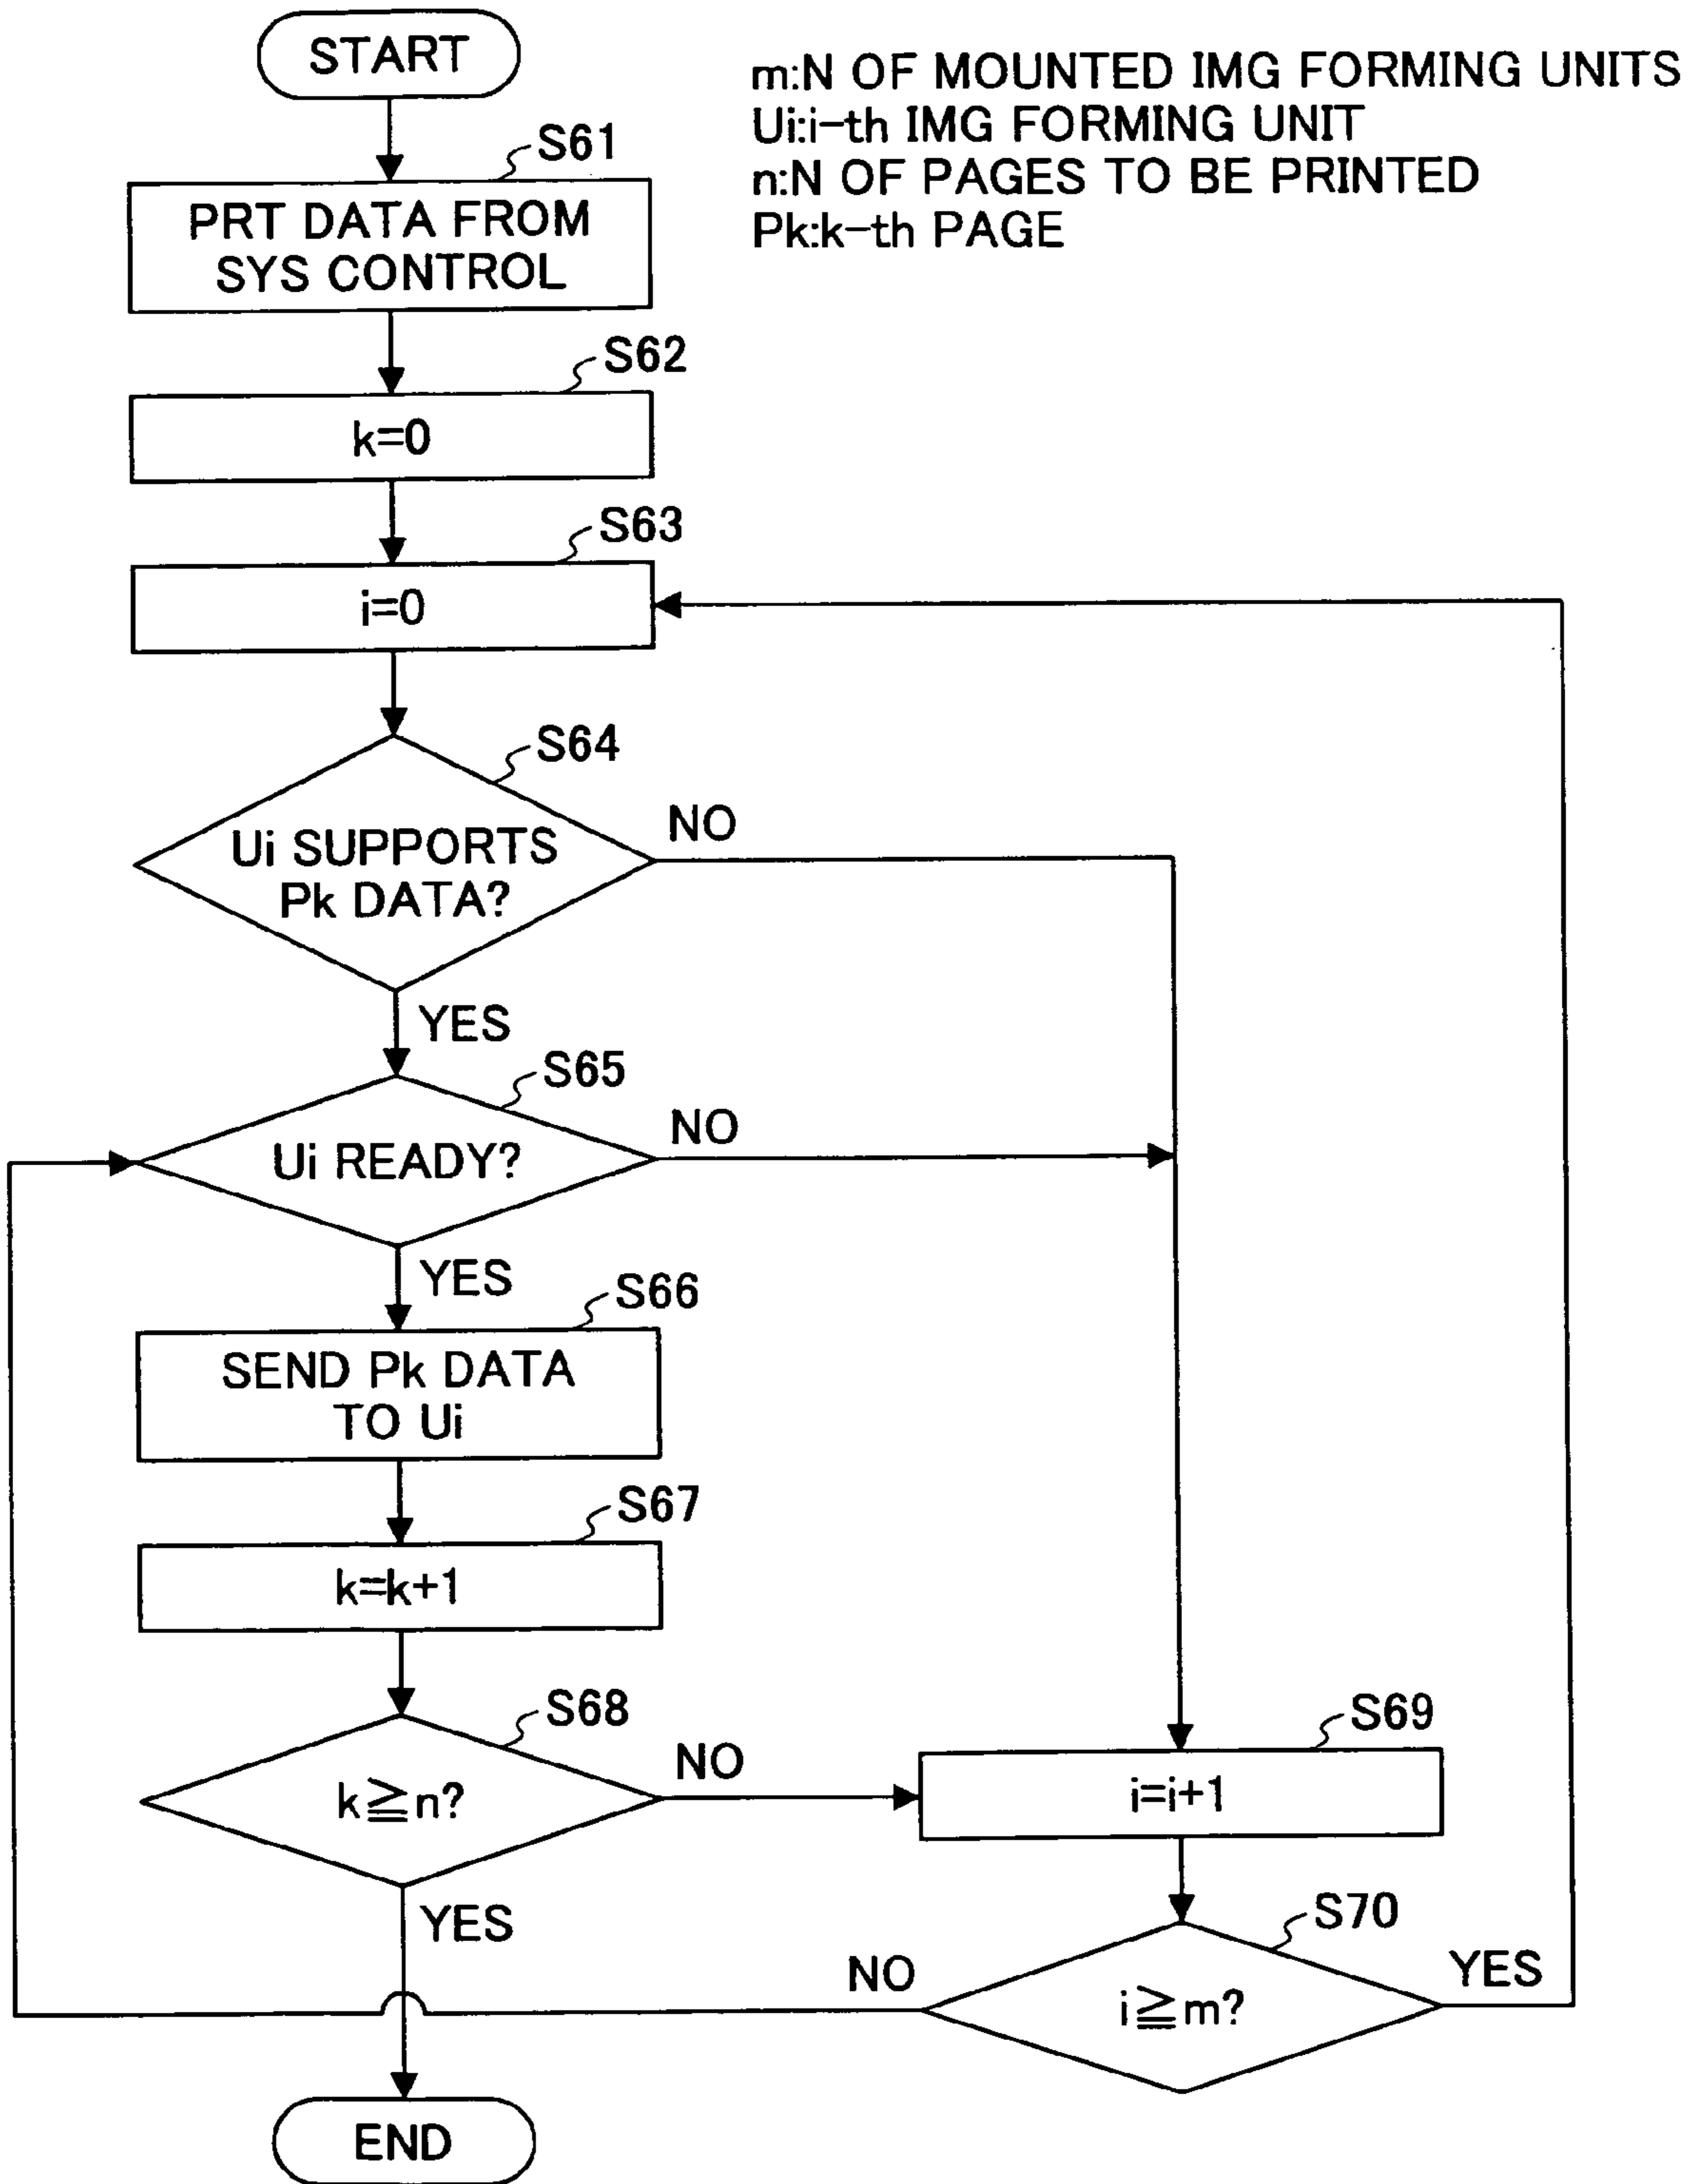 START
m:N OF MOUNTED IMG FORMING UNITS
Ui:i-th IMG FORMING UNIT
n:N OF PAGES TO BE PRINTED
Pk:k-th PAGE
S61
PRT DATA FROM
SYS CONTROL
S62
k=0
S63
i=0
S64
Ui SUPPORTS
Pk DATA?
NO
YES
S65
Ui READY?
NO
YES
S66
SEND Pk DATA
TO Ui
S67
k=k+1
S68
k≧n?
NO
YES
S69
i=i+1
S70
i≧m?
NO
YES
END